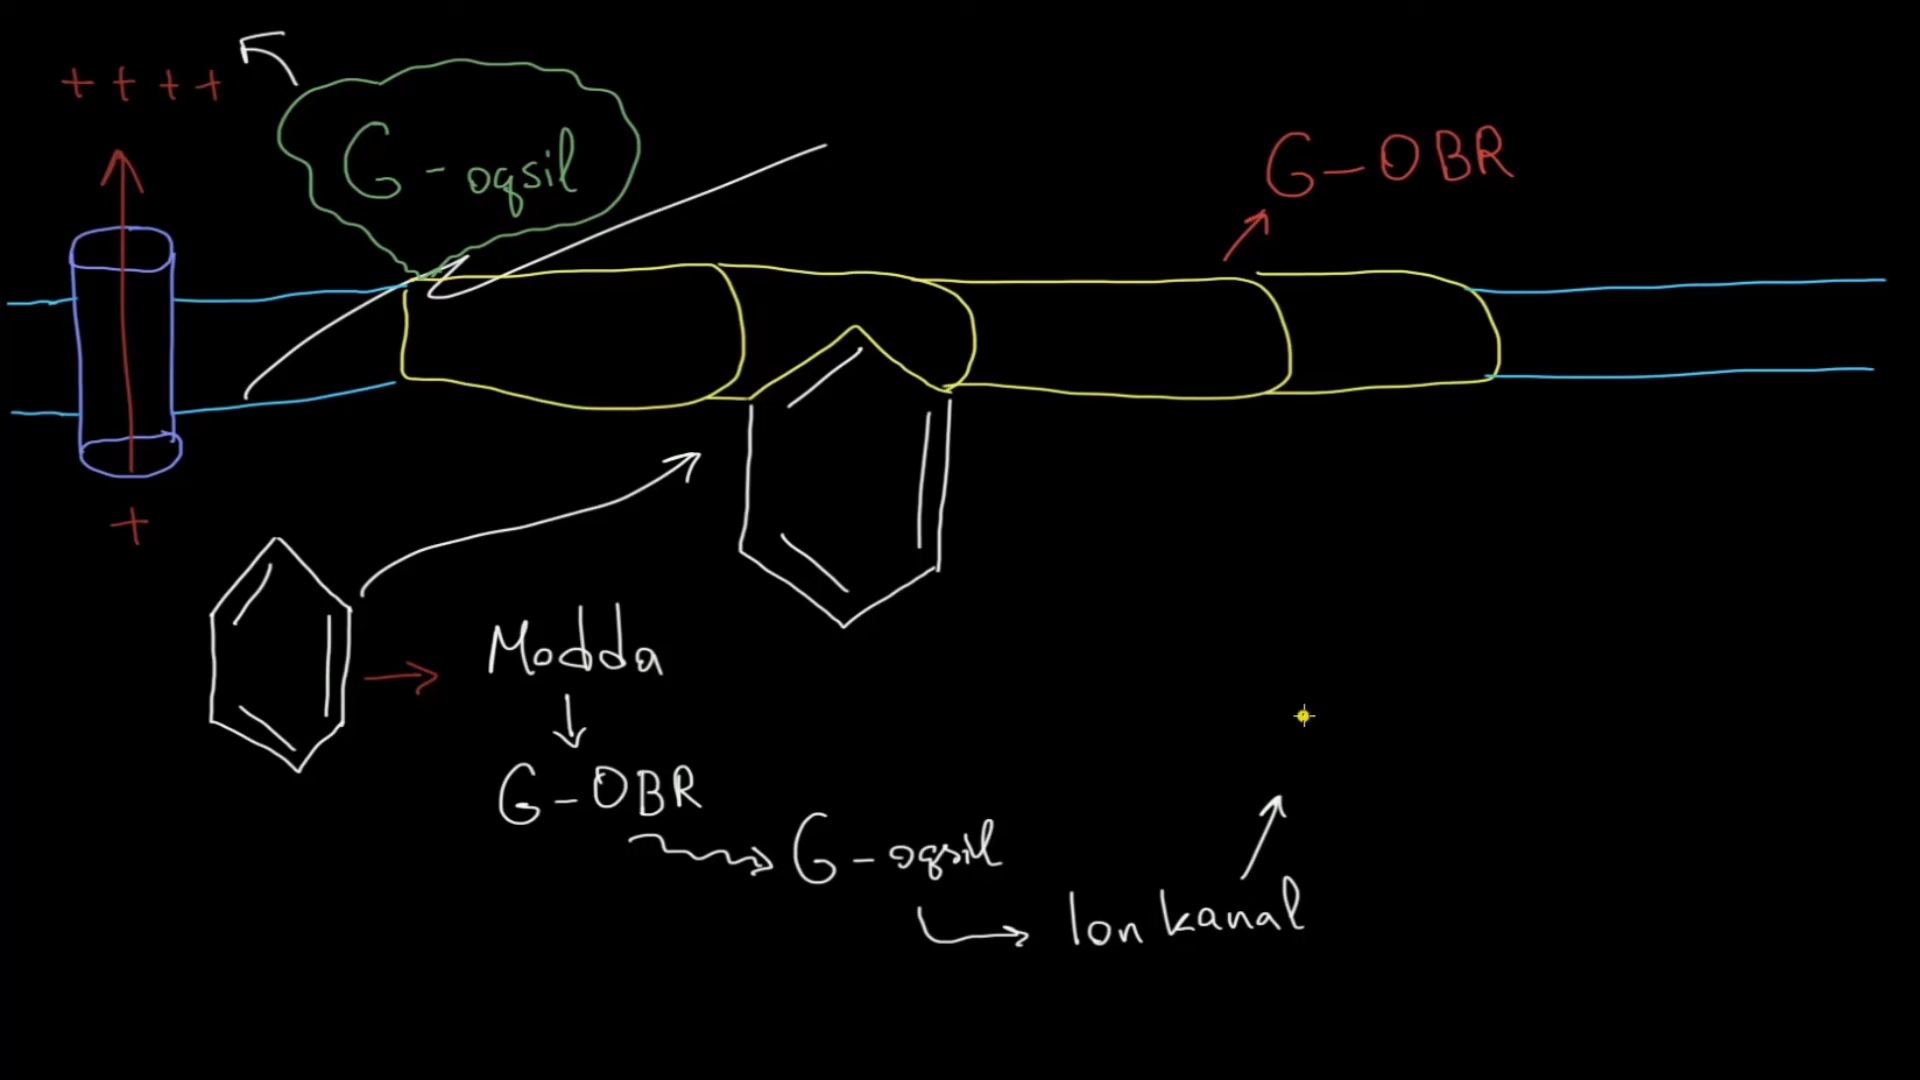 + + + +
G - oqsil
G - OBR
+
Modda
G - OBR
G - oqsil
Ion kanal